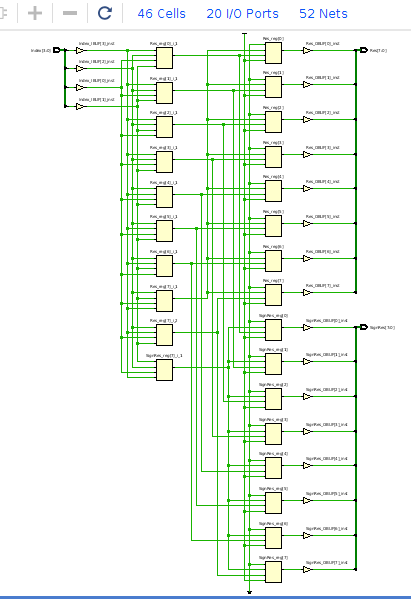 46 Cells 20 I/O Ports 52 Nets
Index[3:0]
Index_IBUF[0]_inst
Index_IBUF[2]_inst
Index_IBUF[3]_inst
Res_reg[0]_i_1
Res_reg[1]_i_1
Res_reg[2]_i_1
Res_reg[3]_i_1
Res_reg[4]_i_1
Res_reg[5]_i_1
Res_reg[6]_i_1
Res_reg[7]_i_1
Res_reg[7]_i_2
SignRes_reg[7]_i_1
Res_reg[0]
Res_reg[1]
Res_reg[2]
Res_reg[3]
Res_reg[4]
Res_reg[5]
Res_reg[6]
Res_reg[7]
SignRes_reg[0]
SignRes_reg[1]
SignRes_reg[2]
SignRes_reg[3]
SignRes_reg[4]
SignRes_reg[5]
SignRes_reg[6]
SignRes_reg[7]
Res_OBUF[0]_inst
Res_OBUF[1]_inst
Res_OBUF[2]_inst
Res_OBUF[3]_inst
Res_OBUF[4]_inst
Res_OBUF[5]_inst
Res_OBUF[6]_inst
Res_OBUF[7]_inst
SignRes_OBUF[0]_inst
SignRes_OBUF[1]_inst
SignRes_OBUF[2]_inst
SignRes_OBUF[3]_inst
SignRes_OBUF[4]_inst
SignRes_OBUF[5]_inst
SignRes_OBUF[6]_inst
SignRes_OBUF[7]_inst
Res[7:0]
SignRes[7:0]